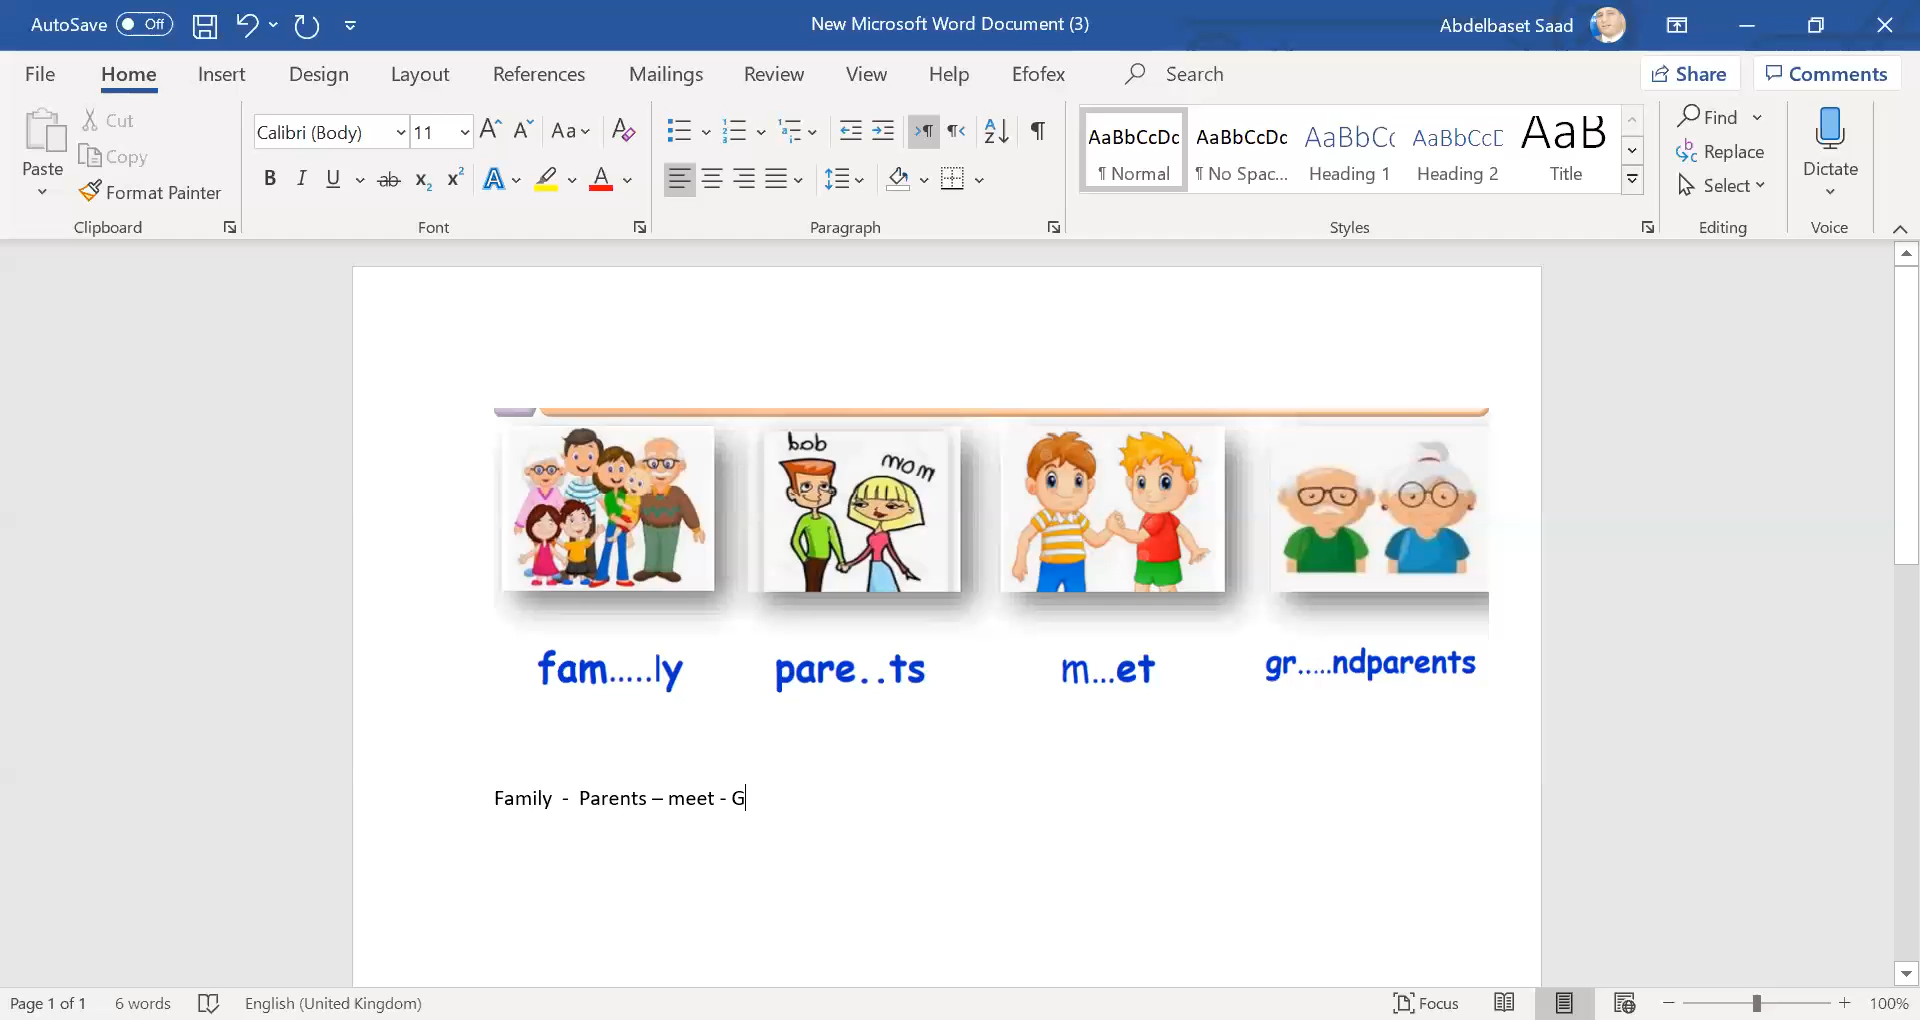 AutoSave Off New Microsoft Word Document (3) Abdelbaset Saad
File Home Insert Design Layout References Mailings Review View Help Efofex Search Share Comments
Paste Cut Copy Format Painter
Clipboard
Calibri (Body) 11 Aa
B I U ab x₂ x² A A
Font
Paragraph
AaBbCcDc ¶ Normal
AaBbCcDc ¶ No Spac...
AaBbCc Heading 1
AaBbCcD Heading 2
AaB Title
Styles
Find
Replace
Select
Editing
Dictate
Voice
bob mom
fam.....ly pare..ts m...et gr.....ndparents
Family - Parents – meet - G
Page 1 of 1 6 words English (United Kingdom) Focus 100%